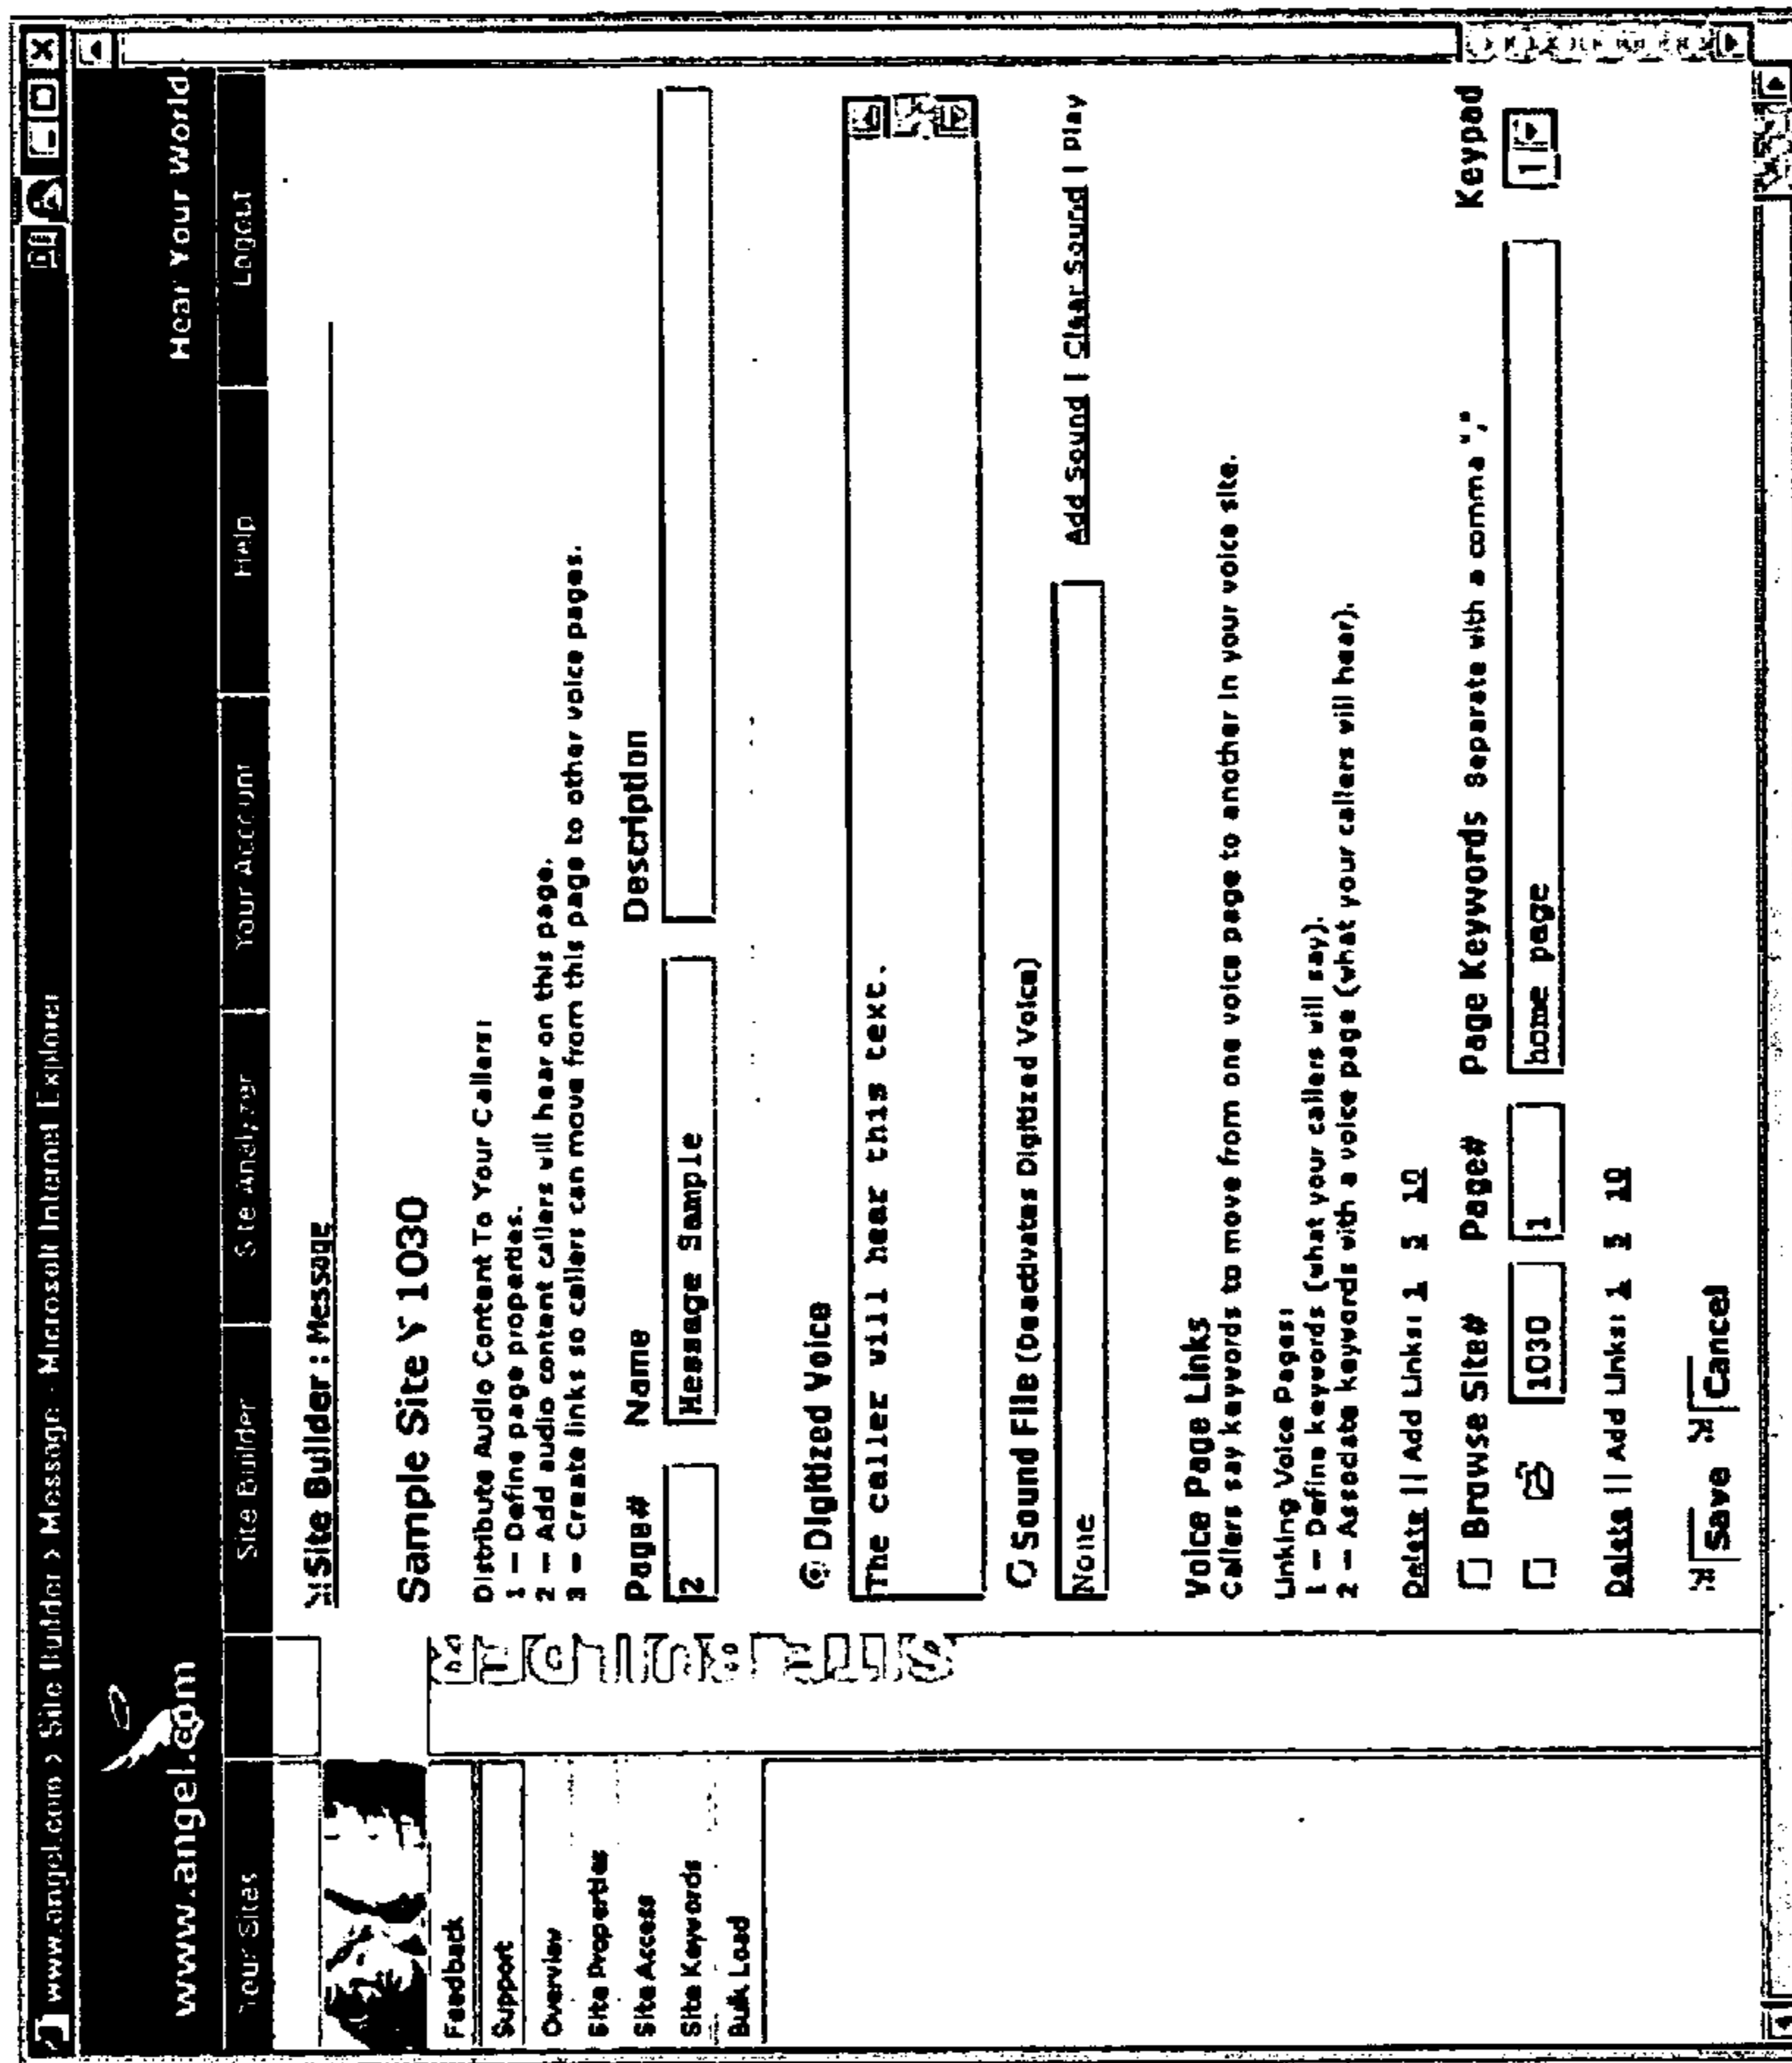 www.angel.com > Site Builder > Message - Microsoft Internet Explorer
www.angel.com
Hear Your World
Your Sites
Site Builder
Site Analyzer
Your Account
Help
Logout
Feedback
Support
Overview
Site Properties
Site Access
Site Keywords
Bulk Load
SITE BUILDER
Site Builder : Message
Sample Site 1030
Distribute Audio Content To Your Callers:
1 - Define page properties.
2 - Add audio content callers will hear on this page.
3 - Create links so callers can move from this page to other voice pages.
Page# Name Description
2 Message Sample
Digitized Voice
The caller will hear this text.
Sound File (Deactivates Digitized Voice)
None Add Sound | Clear Sound | Play
Voice Page Links
Callers say keywords to move from one voice page to another in your voice site.
Linking Voice Pages:
1 - Define keywords (what your callers will say).
2 - Associate keywords with a voice page (what your callers will hear).
Delete || Add Links: 1 5 10
Browse Site# Page# Page Keywords Separate with a comma "," Keypad
1030 1 home page 1
Delete || Add Links: 1 5 10
Save Cancel